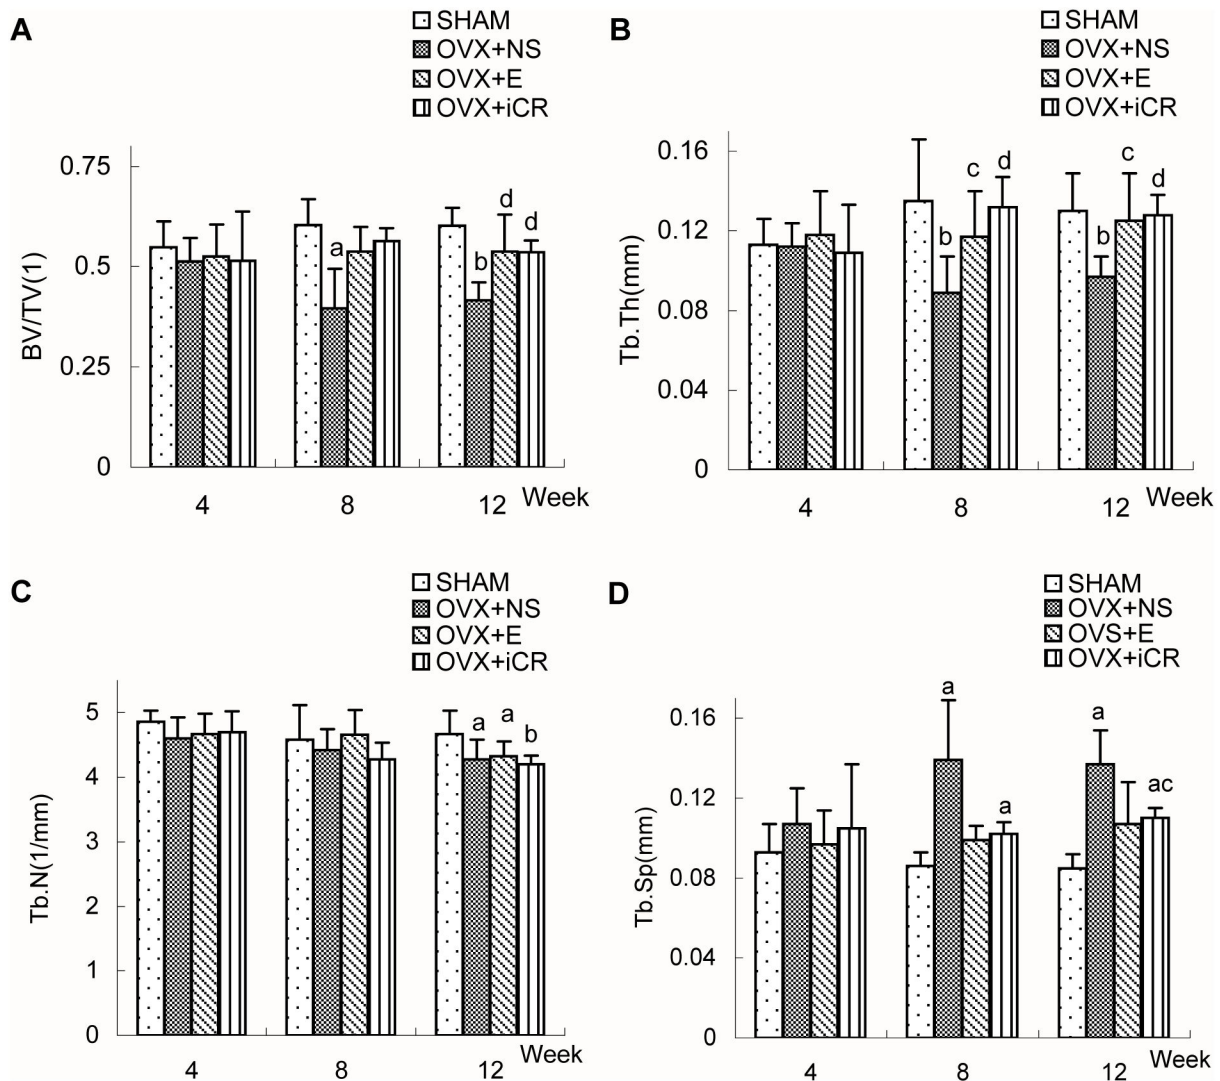 A
SHAM
OVX+NS
OVX+E
OVX+iCR
BV/TV(1)
0.75
0.5
0.25
0
a
b
d
d
4
8
12
Week
B
SHAM
OVX+NS
OVX+E
OVX+iCR
Tb.Th(mm)
0.16
0.12
0.08
0.04
0
b
c
d
b
c
d
4
8
12
Week
C
SHAM
OVX+NS
OVX+E
OVX+iCR
Tb.N(1/mm)
5
4
3
2
1
0
a
a
b
4
8
12
Week
D
SHAM
OVX+NS
OVS+E
OVX+iCR
Tb.Sp(mm)
0.16
0.12
0.08
0.04
0
a
a
a
ac
4
8
12
Week